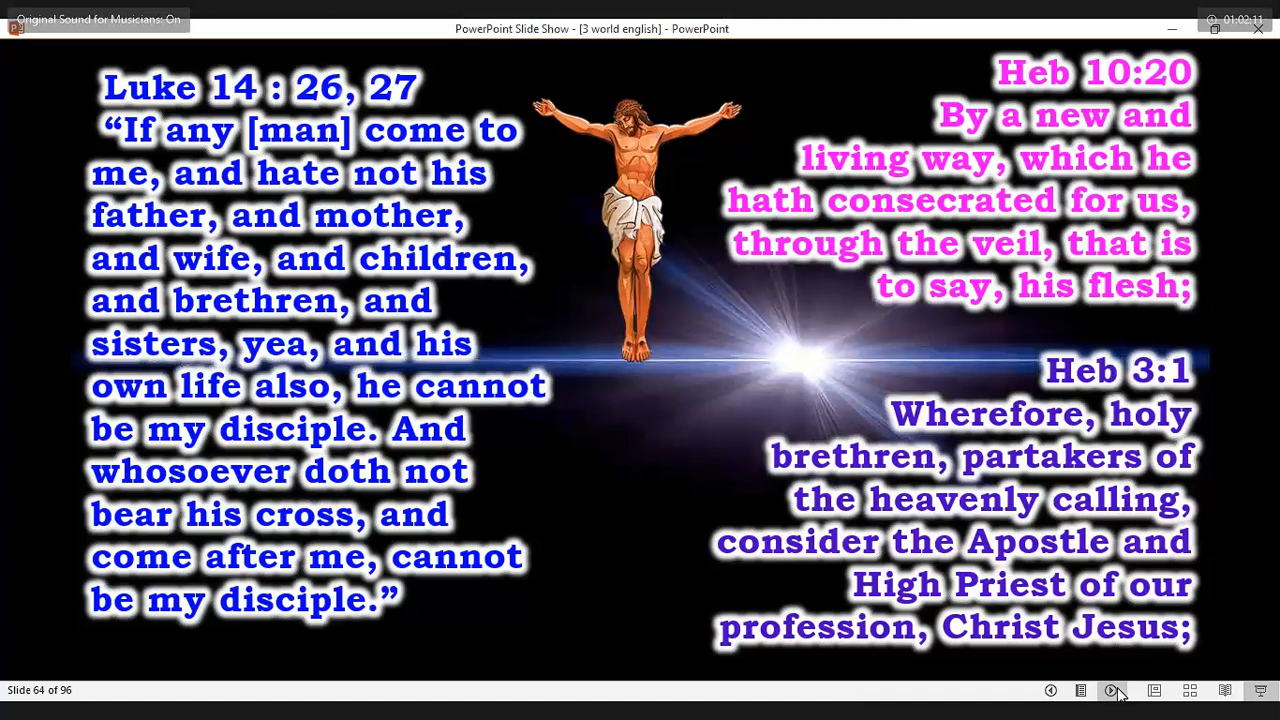 Original Sound for Musicians: On
01:02:11
PowerPoint Slide Show - [3 world english] - PowerPoint
Luke 14 : 26, 27
“If any [man] come to
me, and hate not his
father, and mother,
and wife, and children,
and brethren, and
sisters, yea, and his
own life also, he cannot
be my disciple. And
whosoever doth not
bear his cross, and
come after me, cannot
be my disciple.”
Heb 10:20
By a new and
living way, which he
hath consecrated for us,
through the veil, that is
to say, his flesh;
Heb 3:1
Wherefore, holy
brethren, partakers of
the heavenly calling,
consider the Apostle and
High Priest of our
profession, Christ Jesus;
Slide 64 of 96